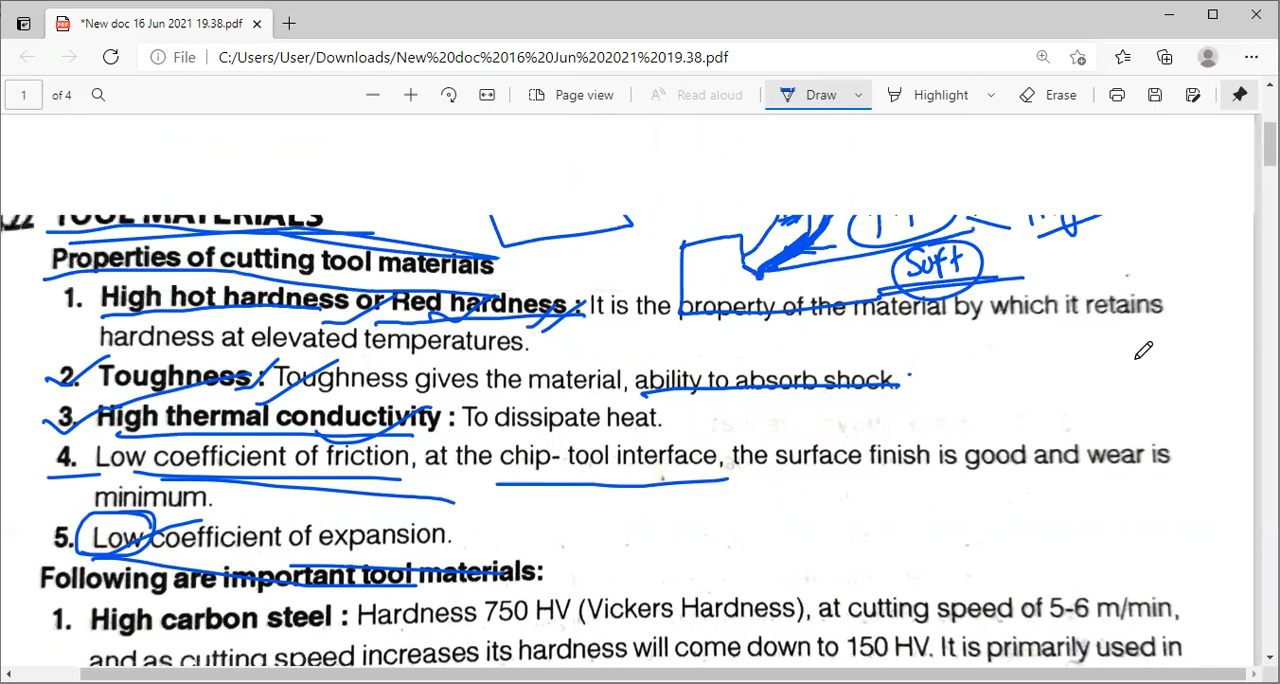 *New doc 16 Jun 2021 19.38.pdf
File C:/Users/User/Downloads/New%20doc%2016%20Jun%202021%2019.38.pdf
1 of 4 Page view Read aloud Draw Highlight Erase
TOOL MATERIALS
Soft
Properties of cutting tool materials
1. High hot hardness or Red hardness : It is the property of the material by which it retains
hardness at elevated temperatures.
2. Toughness : Toughness gives the material, ability to absorb shock.
3. High thermal conductivity : To dissipate heat.
4. Low coefficient of friction, at the chip- tool interface, the surface finish is good and wear is
minimum.
5. Low coefficient of expansion.
Following are important tool materials:
1. High carbon steel : Hardness 750 HV (Vickers Hardness), at cutting speed of 5-6 m/min,
and as cutting speed increases its hardness will come down to 150 HV. It is primarily used in